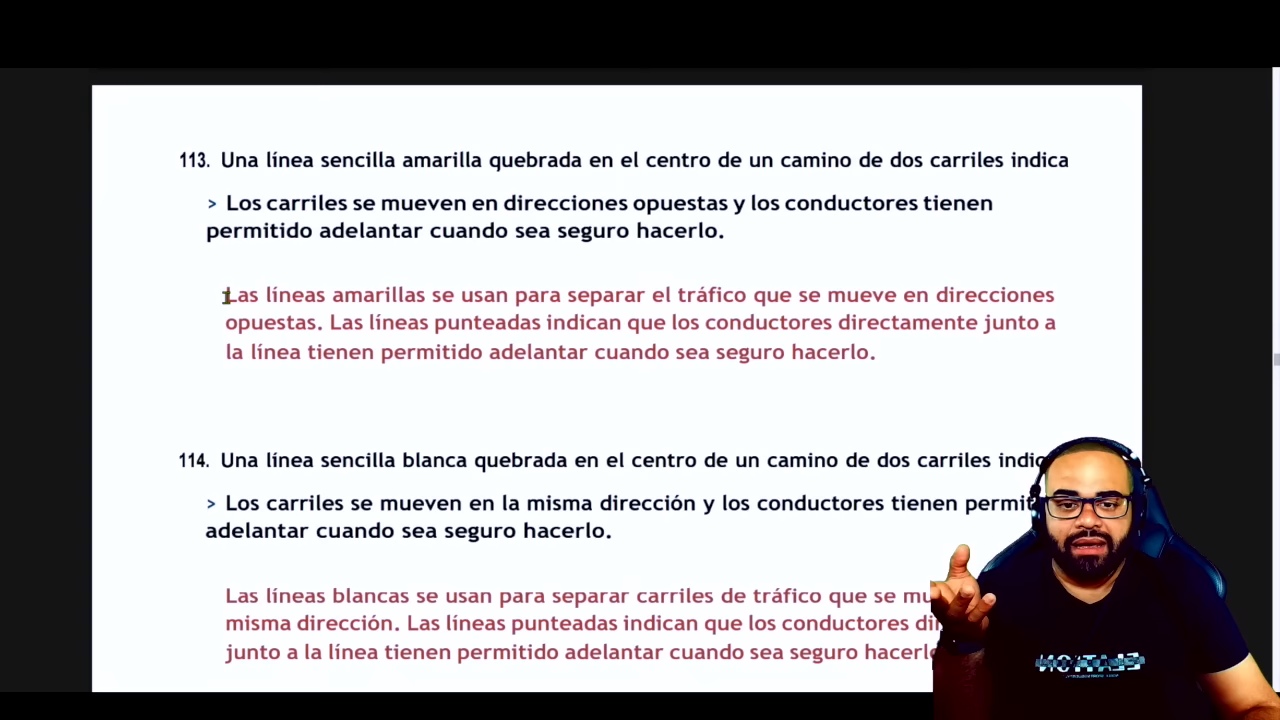 113. Una línea sencilla amarilla quebrada en el centro de un camino de dos carriles indica
> Los carriles se mueven en direcciones opuestas y los conductores tienen
permitido adelantar cuando sea seguro hacerlo.
Las líneas amarillas se usan para separar el tráfico que se mueve en direcciones
opuestas. Las líneas punteadas indican que los conductores directamente junto a
la línea tienen permitido adelantar cuando sea seguro hacerlo.
114. Una línea sencilla blanca quebrada en el centro de un camino de dos carriles
> Los carriles se mueven en la misma dirección y los conductores tienen
adelantar cuando sea seguro hacerlo.
Las líneas blancas se usan para separar carriles de tráfico que se
misma dirección. Las líneas punteadas indican que los conductores
junto a la línea tienen permitido adelantar cuando sea seguro